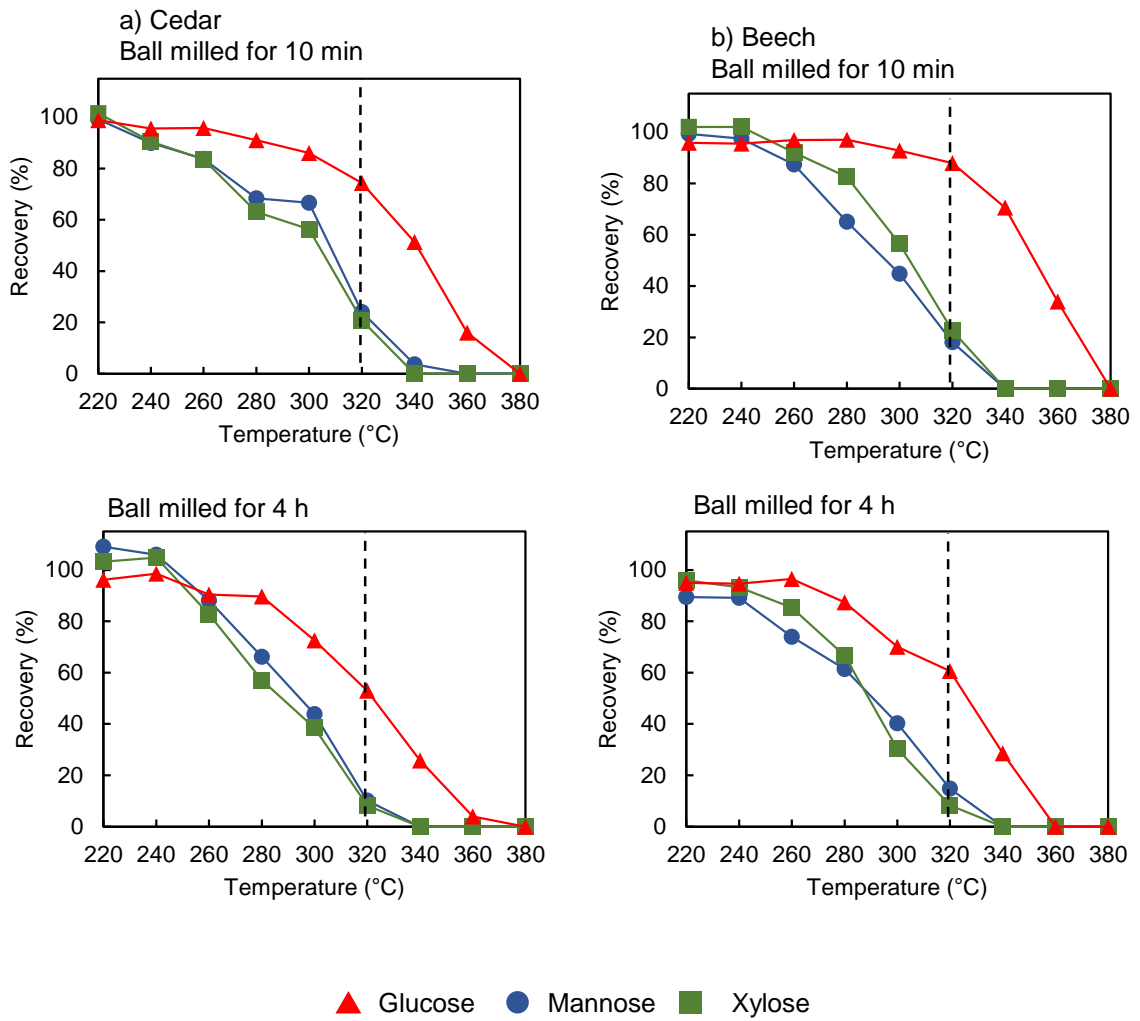 a) Cedar
Ball milled for 10 min
100
80
60
40
20
0
Recovery (%)
220 240 260 280 300 320 340 360 380
Temperature (°C)
b) Beech
Ball milled for 10 min
100
80
60
40
20
0
Recovery (%)
220 240 260 280 300 320 340 360 380
Temperature (°C)
Ball milled for 4 h
100
80
60
40
20
0
Recovery (%)
220 240 260 280 300 320 340 360 380
Temperature (°C)
Ball milled for 4 h
100
80
60
40
20
0
Recovery (%)
220 240 260 280 300 320 340 360 380
Temperature (°C)
Glucose Mannose Xylose